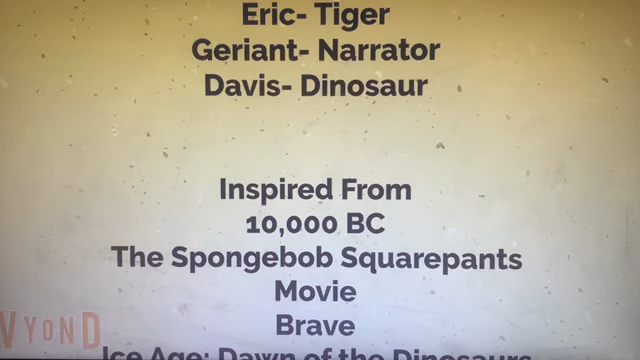 Eric- Tiger
Geriant- Narrator
Davis- Dinosaur
Inspired From
10,000 BC
The Spongebob Squarepants
Movie
Brave
VYOND
Ice Age: Dawn of the Dinosaurs